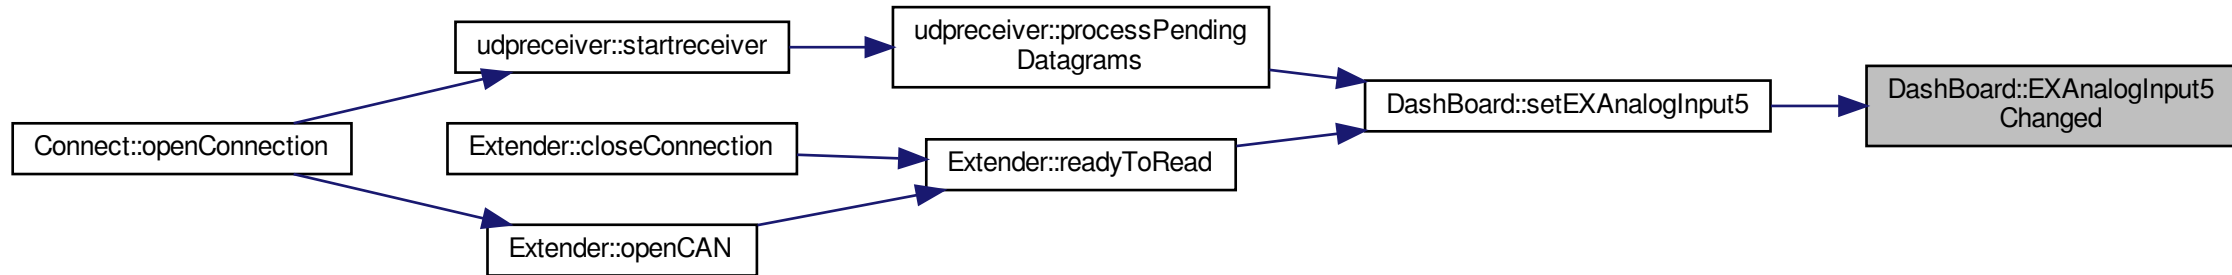 Connect::openConnection
udpreceiver::startreceiver
Extender::closeConnection
Extender::openCAN
udpreceiver::processPending
Datagrams
Extender::readyToRead
DashBoard::setEXAnalogInput5
DashBoard::EXAnalogInput5
Changed